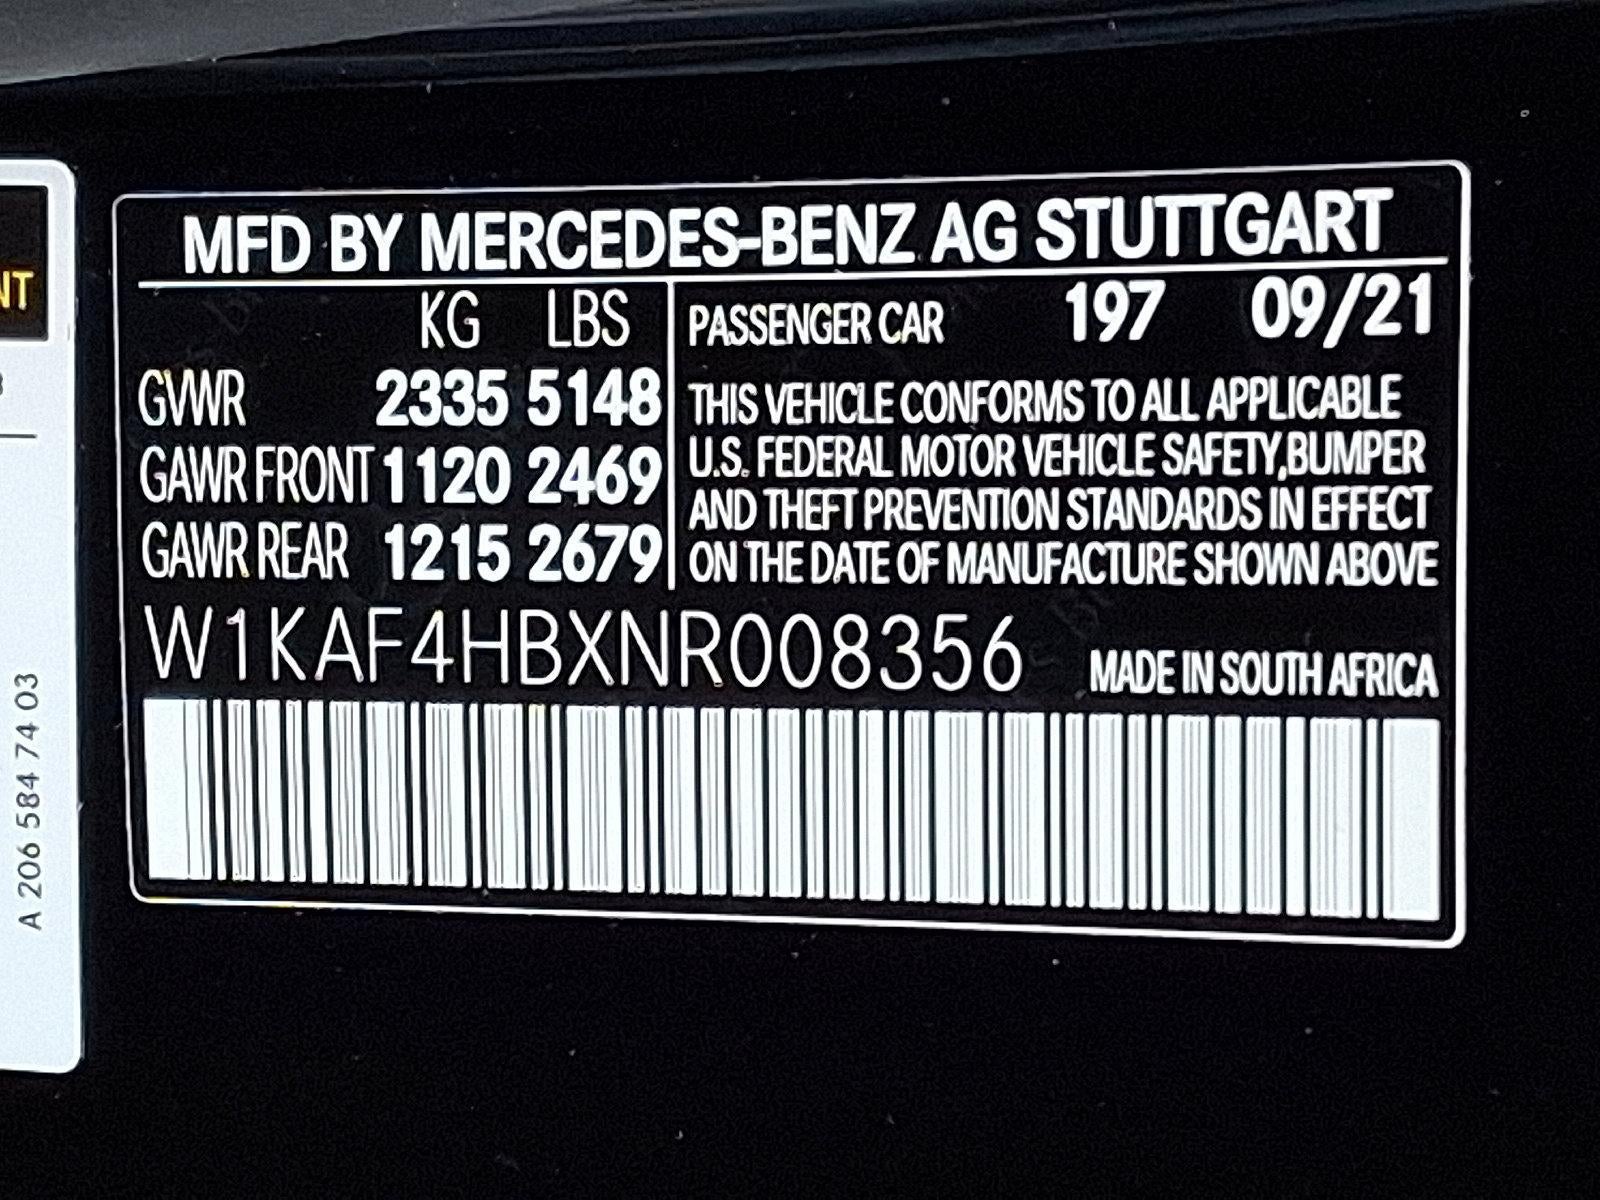 NT
A 206 584 74 03
MFD BY MERCEDES-BENZ AG STUTTGART
KG LBS
GVWR 2335 5148
GAWR FRONT 1120 2469
GAWR REAR 1215 2679
PASSENGER CAR 197 09/21
THIS VEHICLE CONFORMS TO ALL APPLICABLE
U.S. FEDERAL MOTOR VEHICLE SAFETY,BUMPER
AND THEFT PREVENTION STANDARDS IN EFFECT
ON THE DATE OF MANUFACTURE SHOWN ABOVE
W1KAF4HBXNR008356
MADE IN SOUTH AFRICA